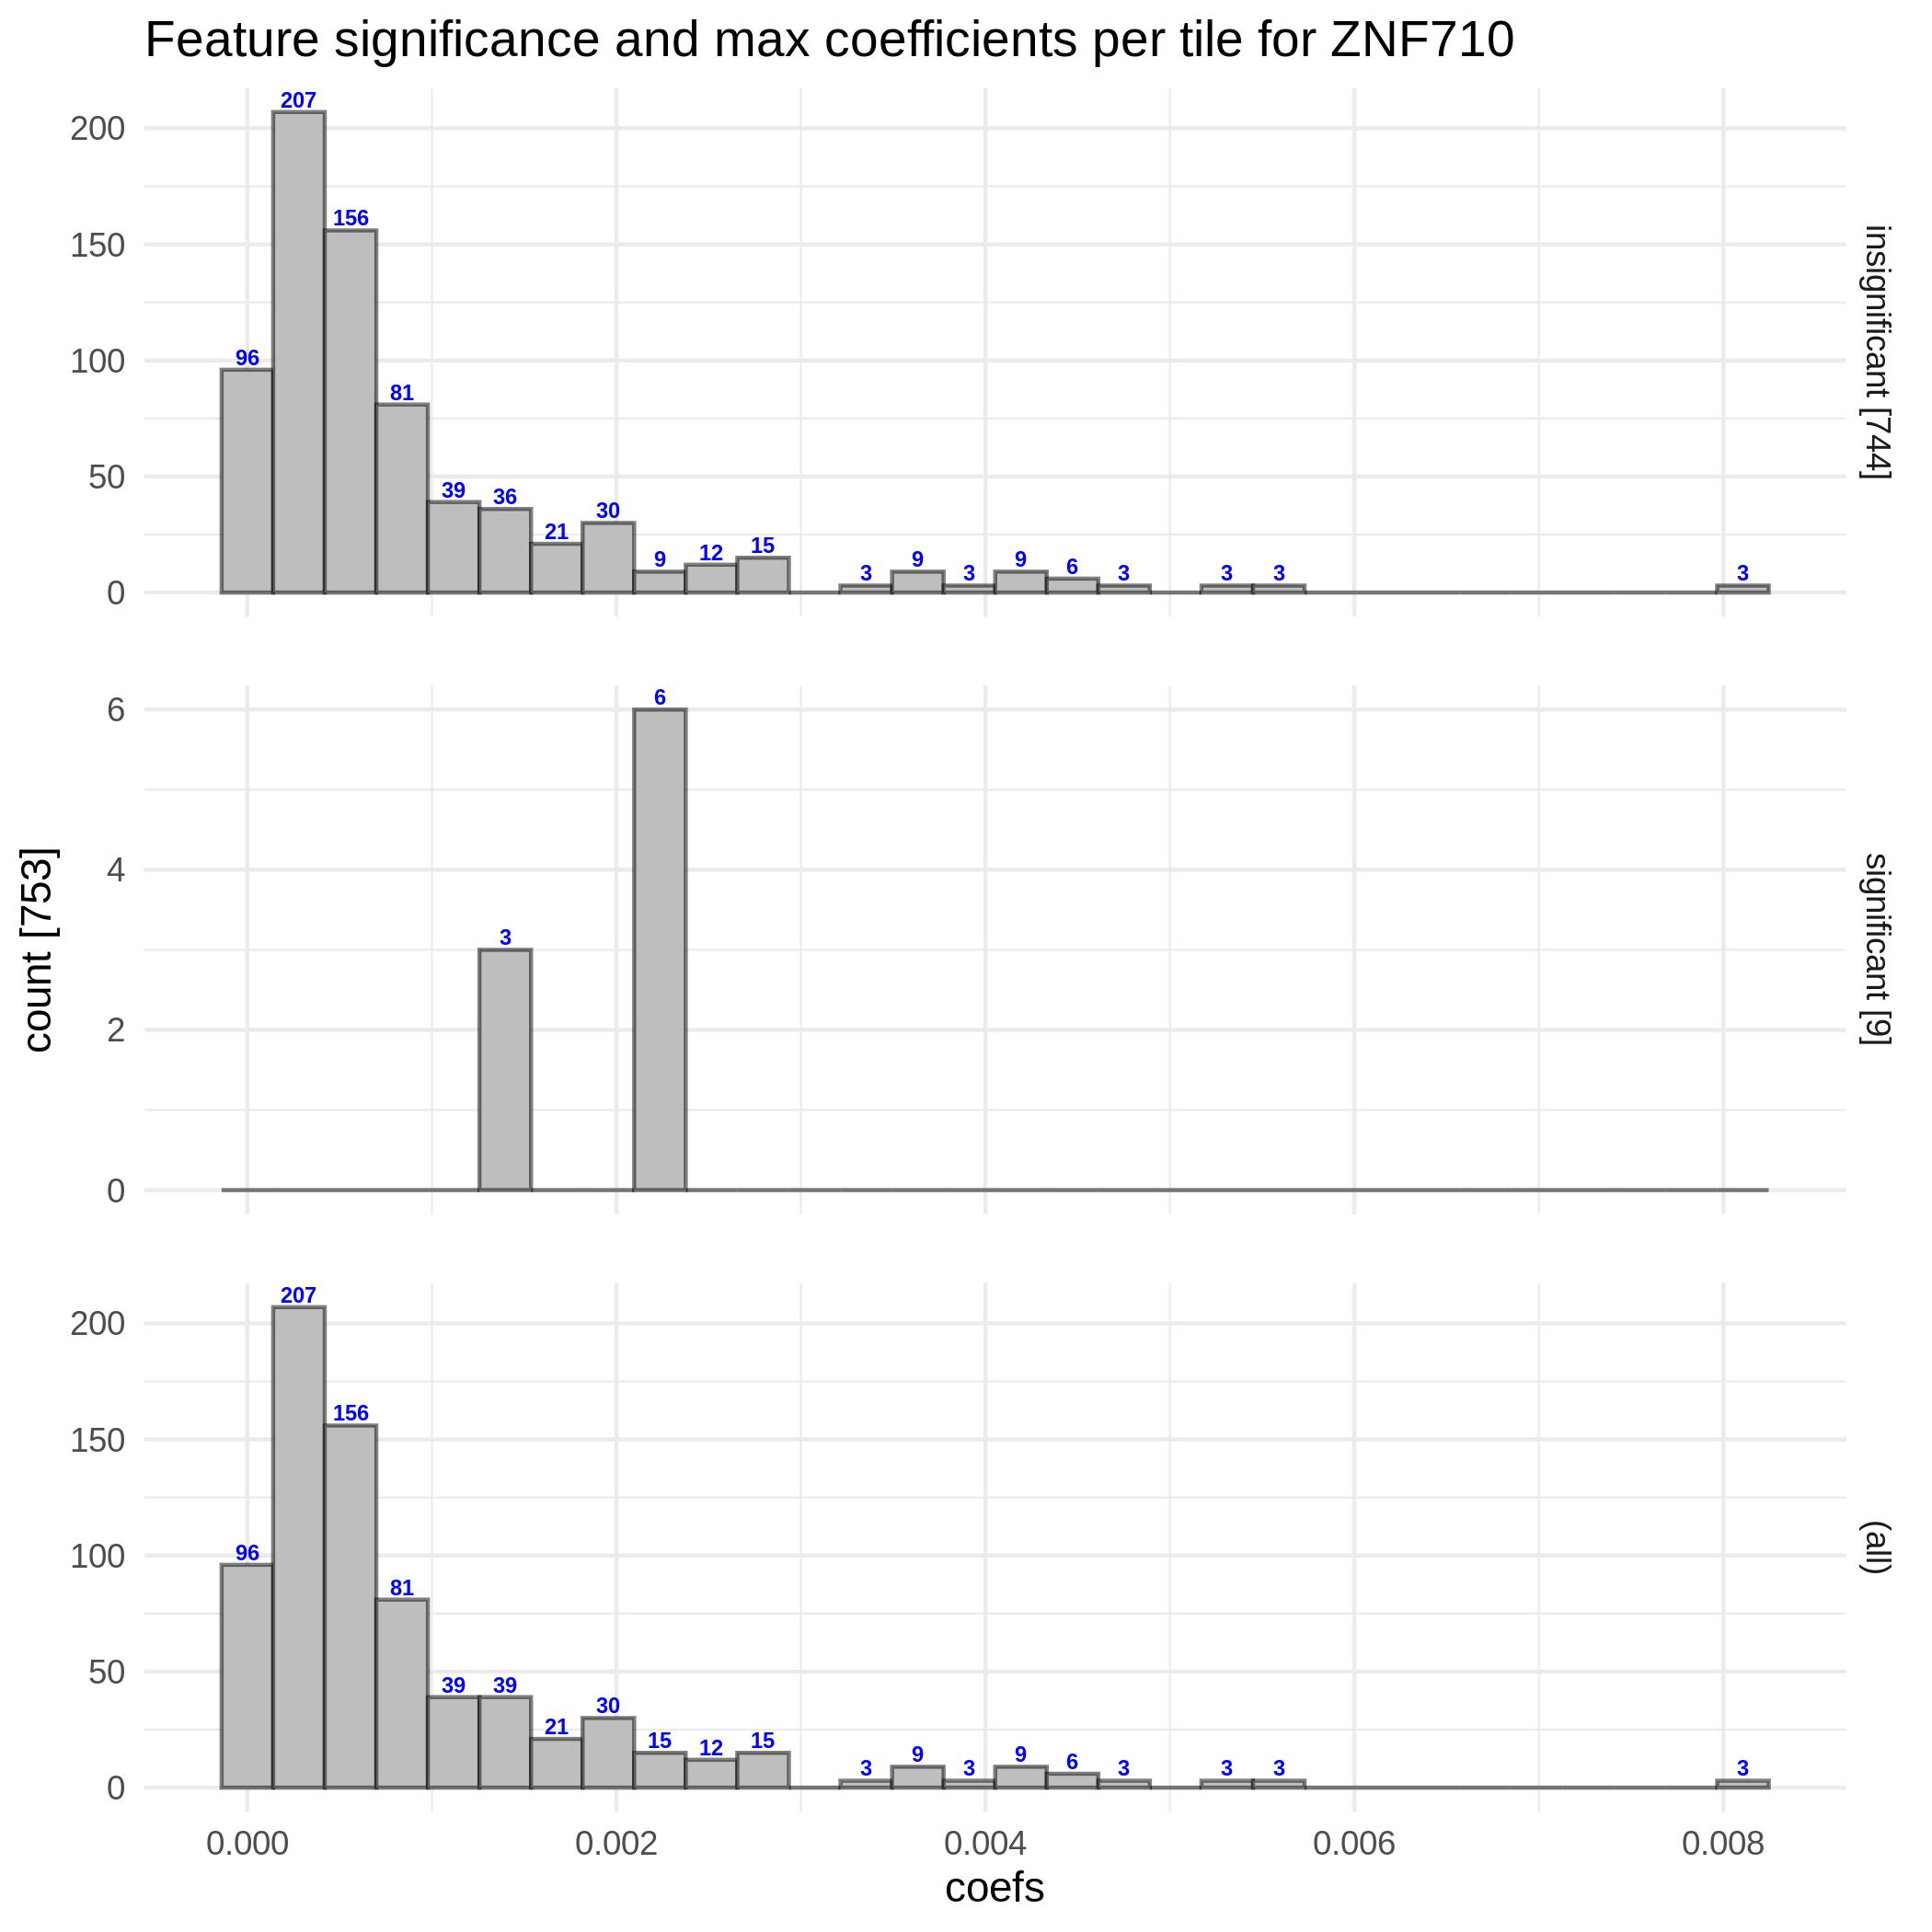 Feature significance and max coefficients per tile for ZNF710
count [753]
insignificant [744]
200
150
100
50
0
96 207 156 81 39 36 21 30 9 12 15 3 9 3 9 6 3 3 3 3
significant [9]
6
4
2
0
3 6
(all)
200
150
100
50
0
96 207 156 81 39 39 21 30 15 12 15 3 9 3 9 6 3 3 3 3
0.000 0.002 0.004 0.006 0.008
coefs